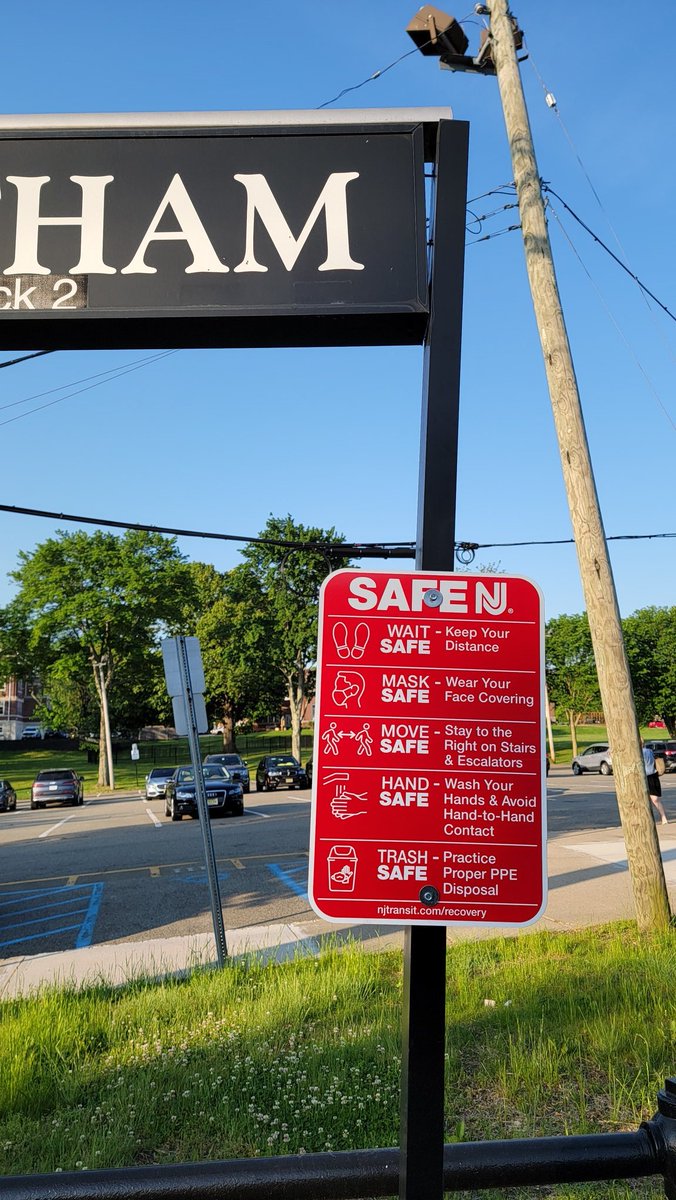 THAM
ck 2
SAFE NJ®
WAIT SAFE - Keep Your
Distance
MASK SAFE - Wear Your
Face Covering
MOVE SAFE - Stay to the
Right on Stairs
& Escalators
HAND SAFE - Wash Your
Hands & Avoid
Hand-to-Hand
Contact
TRASH SAFE - Practice
Proper PPE
Disposal
njtransit.com/recovery